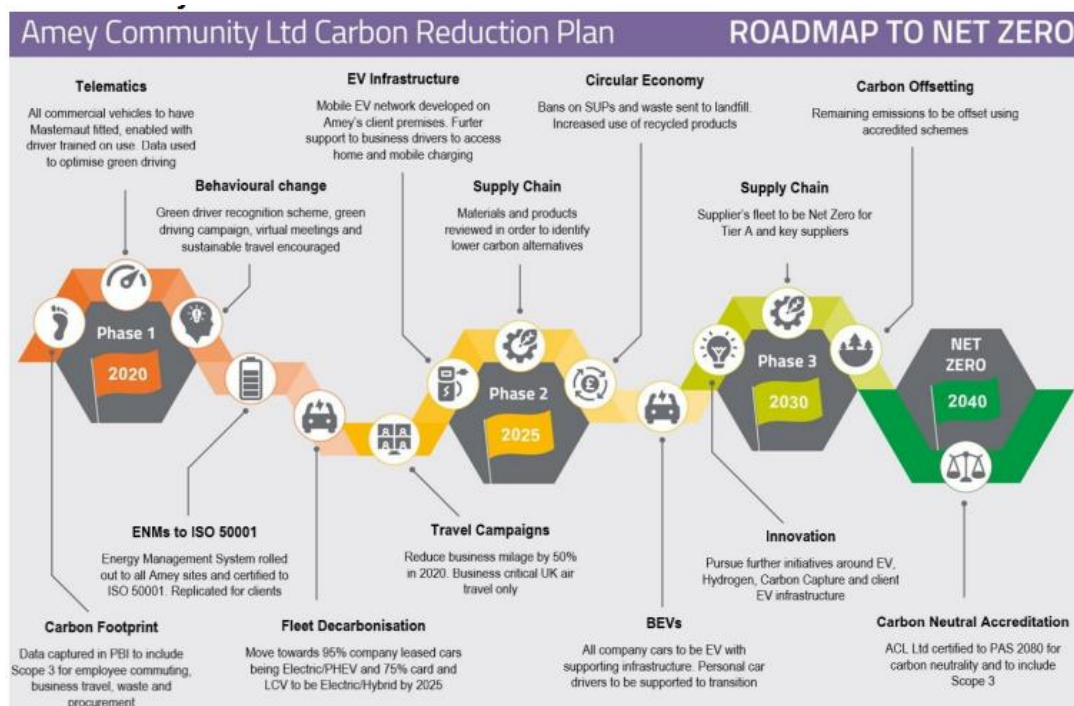 Amey Community Ltd Carbon Reduction Plan
ROADMAP TO NET ZERO
Telematics
All commercial vehicles to have
Masternaut fitted, enabled with
driver trained on use. Data used
to optimise green driving
Behavioural change
Green driver recognition scheme, green
driving campaign, virtual meetings and
sustainable travel encouraged
EV Infrastructure
Mobile EV network developed on
Amey's client premises. Furter
support to business drivers to access
home and mobile charging
Supply Chain
Materials and products
reviewed in order to identify
lower carbon alternatives
Circular Economy
Bans on SUPs and waste sent to landfill.
Increased use of recycled products
Supply Chain
Supplier's fleet to be Net Zero for
Tier A and key suppliers
Carbon Offsetting
Remaining emissions to be offset using
accredited schemes
Phase 1
2020
Phase 2
2025
Phase 3
2030
NET
ZERO
2040
ENMs to ISO 50001
Energy Management System rolled
out to all Amey sites and certified to
ISO 50001. Replicated for clients
Carbon Footprint
Data captured in PBI to include
Scope 3 for employee commuting,
business travel, waste and
procurement
Fleet Decarbonisation
Move towards 95% company leased cars
being Electric/PHEV and 75% card and
LCV to be Electric/Hybrid by 2025
Travel Campaigns
Reduce business milage by 50%
in 2020. Business critical UK air
travel only
BEVs
All company cars to be EV with
supporting infrastructure. Personal car
drivers to be supported to transition
Innovation
Pursue further initiatives around EV,
Hydrogen, Carbon Capture and client
EV infrastructure
Carbon Neutral Accreditation
ACL Ltd certified to PAS 2080 for
carbon neutrality and to include
Scope 3